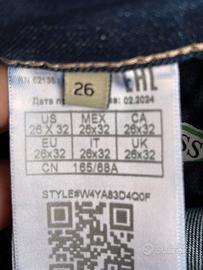 26
EAC
02.2024
US MEX CA
26 X 32 26x32 26x32
EU IT UK
26x32 26x32 26x32
CN 165/68A
STYLE#W4YA83D4Q0F